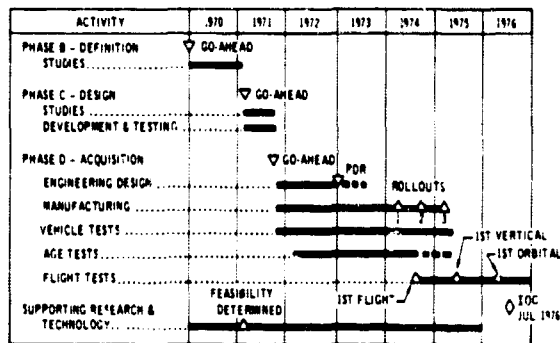 ACTIVITY 1970 1971 1972 1973 1974 1975 1976
PHASE B - DEFINITION
GO-AHEAD
STUDIES
PHASE C - DESIGN
GO-AHEAD
STUDIES
DEVELOPMENT & TESTING
PHASE D - ACQUISITION
GO-AHEAD
PDR
ENGINEERING DESIGN
ROLLOUTS
MANUFACTURING
1 2 3
VEHICLE TESTS
1ST VERTICAL
AGE TESTS
1ST ORBITAL
FLIGHT TESTS
1ST FLIGHT
FEASIBILITY
DETERMINED
IOC
JUL 1976
SUPPORTING RESEARCH &
TECHNOLOGY